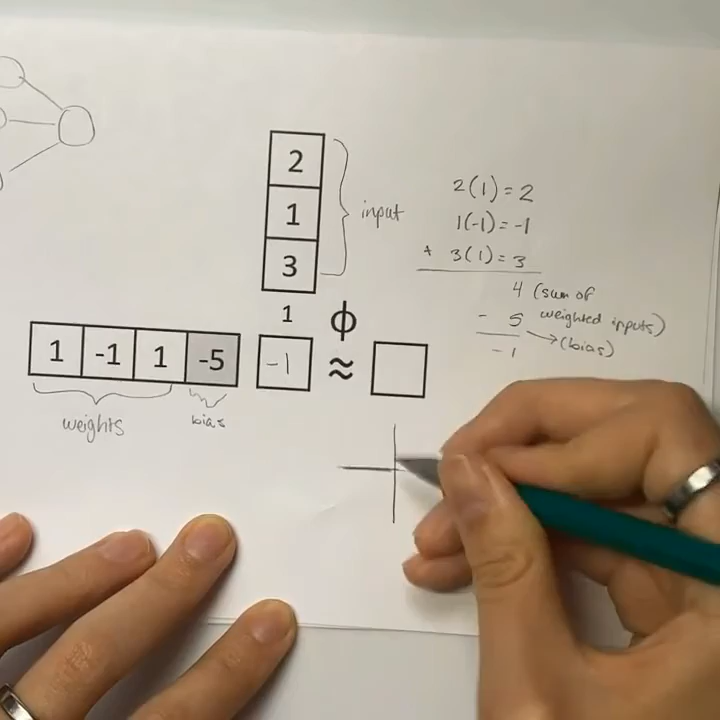 2
1
3
input
1
ϕ
1 -1 1 -5
-1
≈
weights
bias
2(1) = 2
1(-1) = -1
+ 3(1) = 3
4 (sum of
- 5 weighted inputs)
→ (bias)
-1